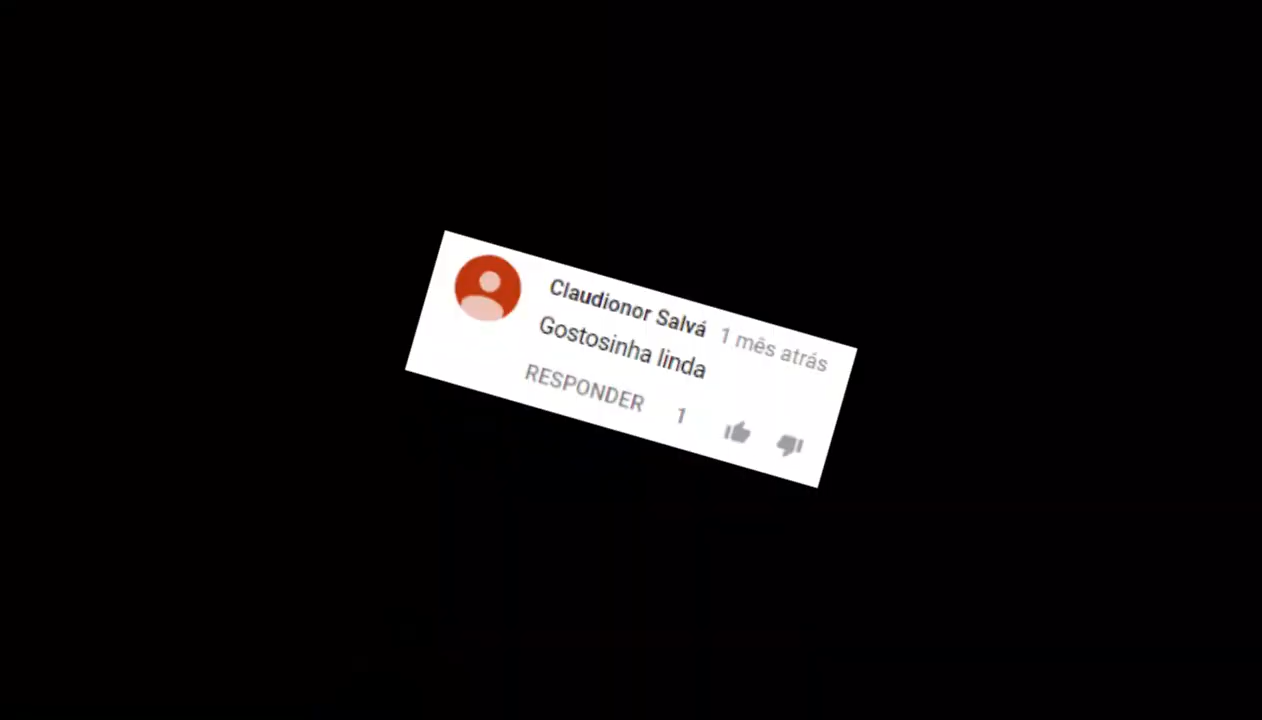 Claudionor Salvá 1 mês atrás
Gostosinha linda
RESPONDER 1